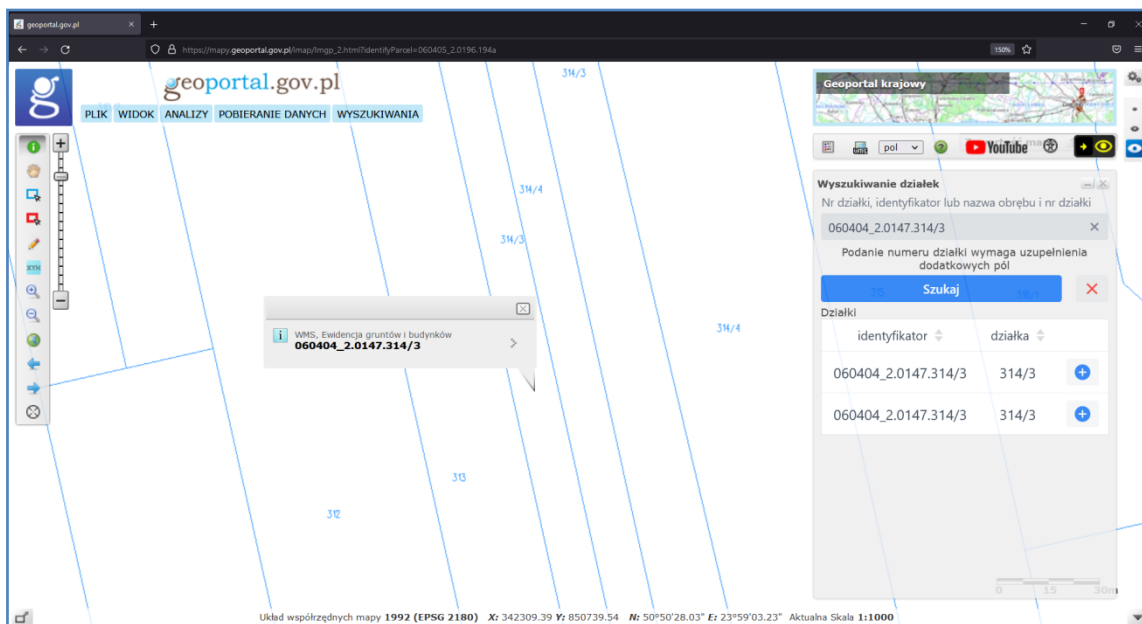 geoportal.gov.pl
https://mapy.geoportal.gov.pl/imap/Imgp_2.html?identifyParcel=060405_2.0196.194a
150%
geoportal.gov.pl
PLIK WIDOK ANALIZY POBIERANIE DANYCH WYSZUKIWANIA
314/3
Geoportal krajowy
pol
YouTube
XYH
314/4
314/3
Wyszukiwanie działek
Nr działki, identyfikator lub nazwa obrębu i nr działki
060404_2.0147.314/3
Podanie numeru działki wymaga uzupełnienia
dodatkowych pól
Szukaj
315
Działki
identyfikator działka
060404_2.0147.314/3 314/3
060404_2.0147.314/3 314/3
WMS, Ewidencja gruntów i budynków
060404_2.0147.314/3
314/4
313
312
0 15 30m
Układ współrzędnych mapy 1992 (EPSG 2180) X: 342309.39 Y: 850739.54 N: 50°50'28.03" E: 23°59'03.23" Aktualna Skala 1:1000